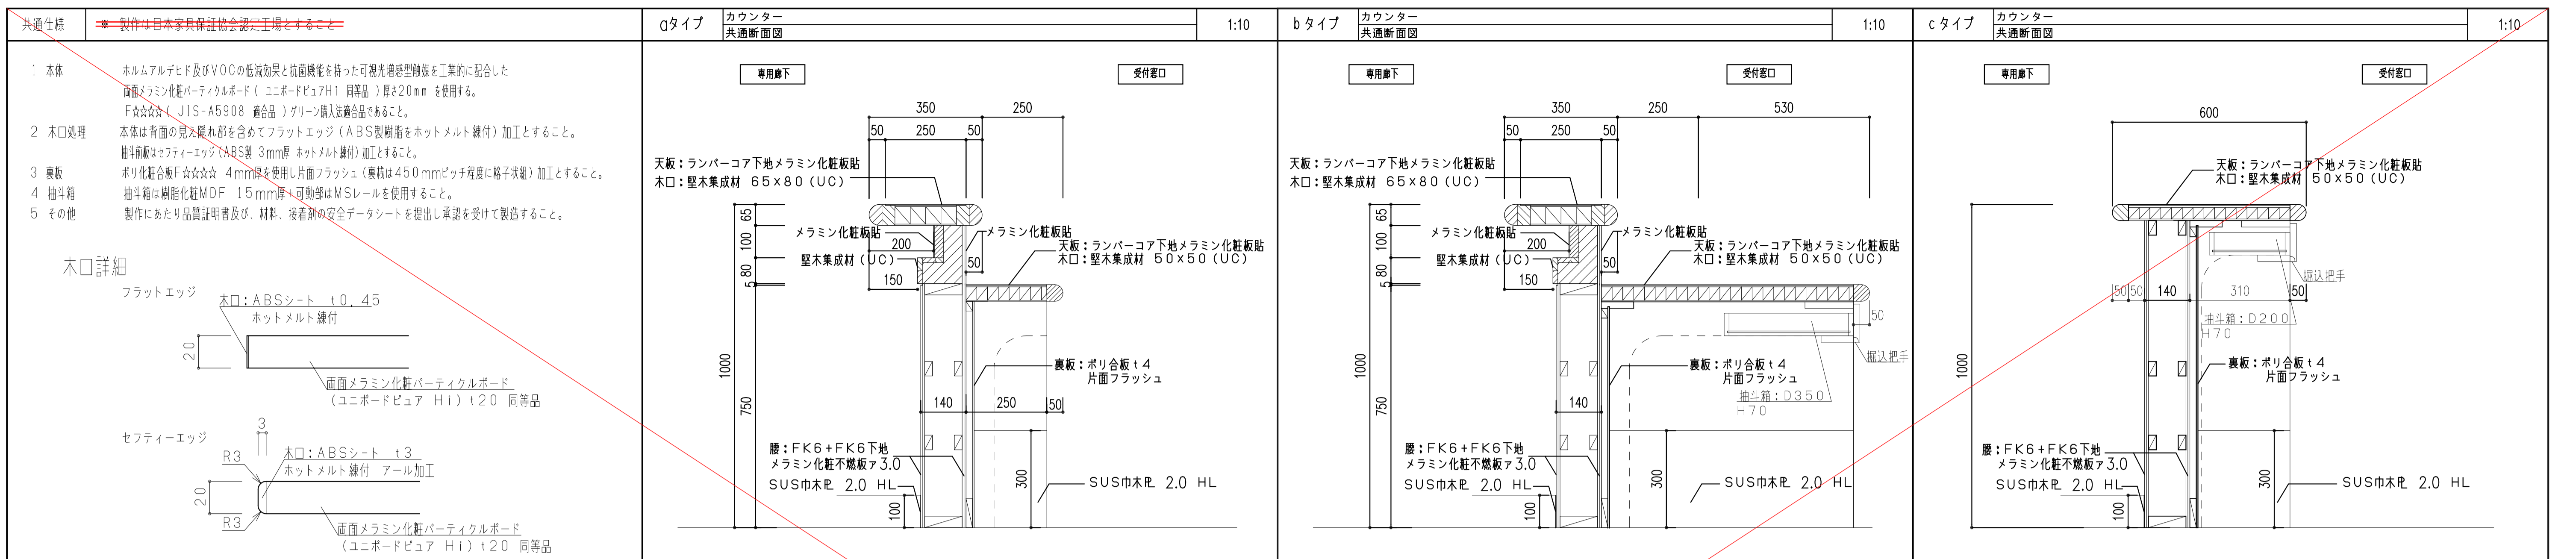 共通仕様
※ 製作は日本家具保証協会認定工場とすること
1 本体 ホルムアルデヒド及びVOCの低減効果と抗菌機能を持った可視光増感型触媒を工業的に配合した
両面メラミン化粧パーティクルボード( ユニボードピュアHi 同等品 )厚さ20mm を使用する。
F☆☆☆☆( JIS-A5908 適合品 )グリーン購入法適合品であること。
2 木口処理 本体は背面の見え隠れ部を含めてフラットエッジ(ABS製樹脂をホットメルト練付)加工とすること。
抽斗前板はセフティーエッジ(ABS製 3mm厚 ホットメルト練付)加工とすること。
3 裏板 ポリ化粧合板F☆☆☆☆ 4mm厚を使用し片面フラッシュ(裏桟は450mmピッチ程度に格子状組)加工とすること。
4 抽斗箱 抽斗箱は樹脂化粧MDF 15mm厚+可動部はMSレールを使用すること。
5 その他 製作にあたり品質証明書及び、材料、接着剤の安全データシートを提出し承認を受けて製造すること。
木口詳細
フラットエッジ
木口:ABSシート t0.45
ホットメルト練付
20
両面メラミン化粧パーティクルボード
(ユニボードピュア Hi)t20 同等品
セフティーエッジ
3
R3
木口:ABSシート t3
ホットメルト練付 アール加工
20
R3
両面メラミン化粧パーティクルボード
(ユニボードピュア Hi)t20 同等品
aタイプ
カウンター
共通断面図
1:10
専用廊下
受付窓口
350 250
50 250 50
天板:ランバーコア下地メラミン化粧板貼
木口:堅木集成材 65×80(UC)
65
100
80
5
メラミン化粧板貼
メラミン化粧板貼
200
天板:ランバーコア下地メラミン化粧板貼
木口:堅木集成材 50×50(UC)
堅木集成材(UC)
50
150
1000
750
裏板:ポリ合板t4
片面フラッシュ
140 250 50
腰:FK6+FK6下地
メラミン化粧不燃板ァ3.0
SUS巾木 2.0 HL
100
300
SUS巾木 2.0 HL
bタイプ
カウンター
共通断面図
1:10
専用廊下
受付窓口
350 250 530
50 250 50
天板:ランバーコア下地メラミン化粧板貼
木口:堅木集成材 65×80(UC)
65
100
80
5
メラミン化粧板貼
メラミン化粧板貼
200
天板:ランバーコア下地メラミン化粧板貼
木口:堅木集成材 50×50(UC)
堅木集成材(UC)
50
150
50
掘込把手
1000
750
裏板:ポリ合板t4
片面フラッシュ
抽斗箱:D350
H70
140
腰:FK6+FK6下地
メラミン化粧不燃板ァ3.0
SUS巾木 2.0 HL
100
300
SUS巾木 2.0 HL
cタイプ
カウンター
共通断面図
1:10
専用廊下
受付窓口
600
天板:ランバーコア下地メラミン化粧板貼
木口:堅木集成材 50×50(UC)
掘込把手
50 50 140 310 50
抽斗箱:D200
H70
1000
裏板:ポリ合板t4
片面フラッシュ
腰:FK6+FK6下地
メラミン化粧不燃板ァ3.0
SUS巾木 2.0 HL
100
300
SUS巾木 2.0 HL